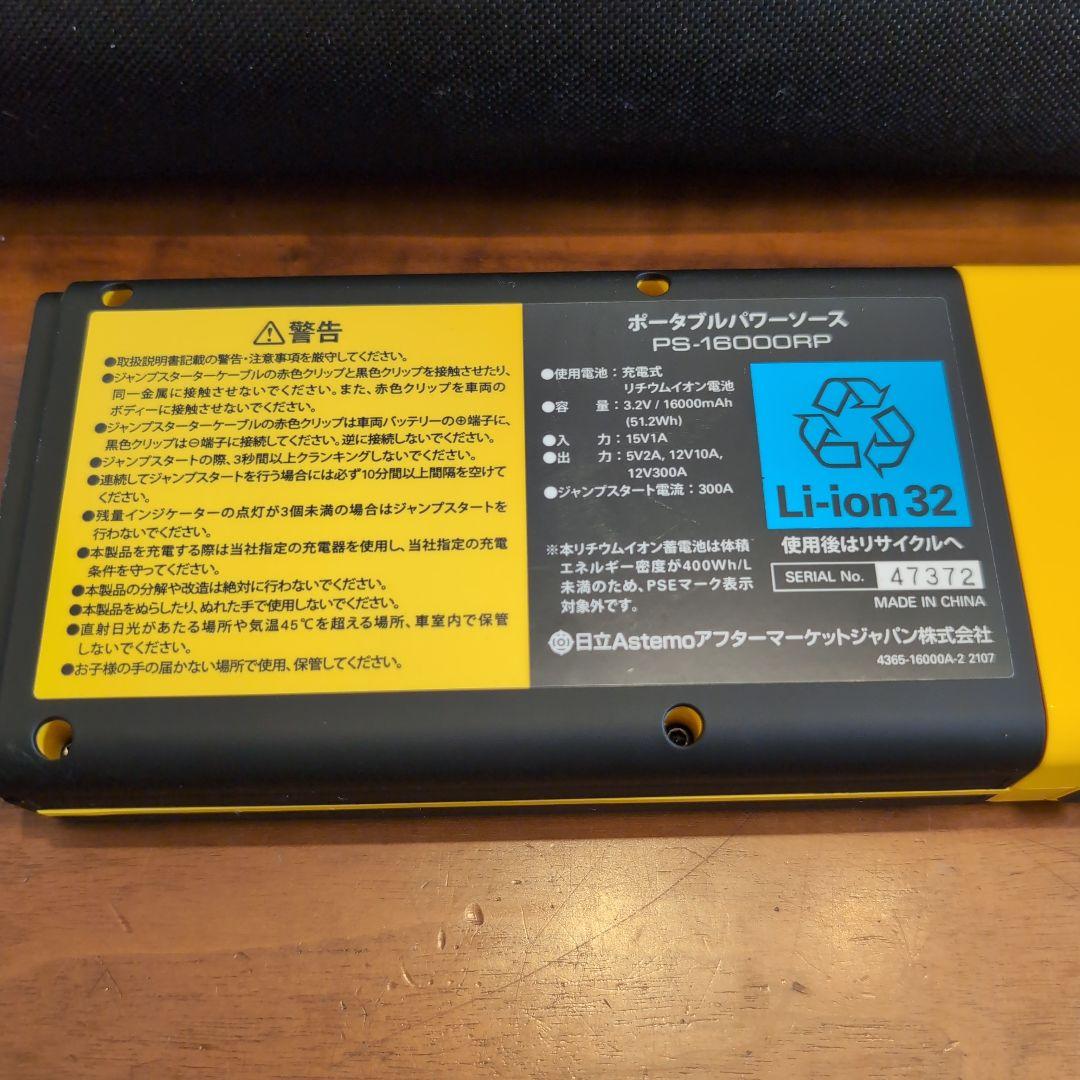 ⚠警告
●取扱説明書記載の警告・注意事項を厳守してください。
●ジャンプスターターケーブルの赤色クリップと黒色クリップを接触させたり、
同一金属に接触させないでください。また、赤色クリップを車両の
ボディーに接触させないでください。
●ジャンプスターターケーブルの赤色クリップは車両バッテリーの⊕端子に、
黒色クリップは⊖端子に接続してください。逆に接続しないでください。
●ジャンプスタートの際、3秒間以上クランキングしないでください。
●連続してジャンプスタートを行う場合には必ず10分間以上間隔を空けて
ください。
●残量インジケーターの点灯が3個未満の場合はジャンプスタートを
行わないでください。
●本製品を充電する際は当社指定の充電器を使用し、当社指定の充電
条件を守ってください。
●本製品の分解や改造は絶対に行わないでください。
●本製品をぬらしたり、ぬれた手で使用しないでください。
●直射日光があたる場所や気温45℃を超える場所、車室内で保管
しないでください。
●お子様の手の届かない場所で使用、保管してください。
ポータブルパワーソース
PS-16000RP
●使用電池：充電式
リチウムイオン電池
●容　量：3.2V / 16000mAh
(51.2Wh)
●入　力：15V1A
●出　力：5V2A, 12V10A,
12V300A
●ジャンプスタート電流：300A
※本リチウムイオン蓄電池は体積
エネルギー密度が400Wh/L
未満のため、PSEマーク表示
対象外です。
Li-ion 32
使用後はリサイクルへ
SERIAL No. 47372
MADE IN CHINA
日立Astemoアフターマーケットジャパン株式会社
4365-16000A-2 2107